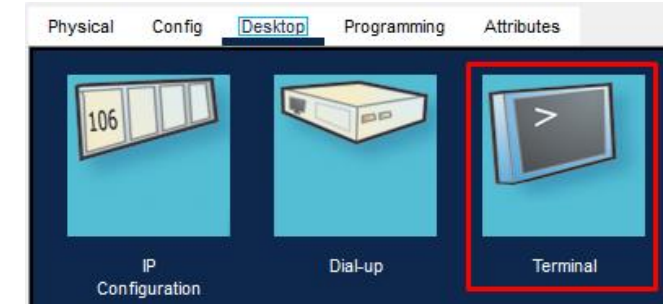 Physical Config Desktop Programming Attributes
106
>
IP
Configuration
Dial-up
Terminal